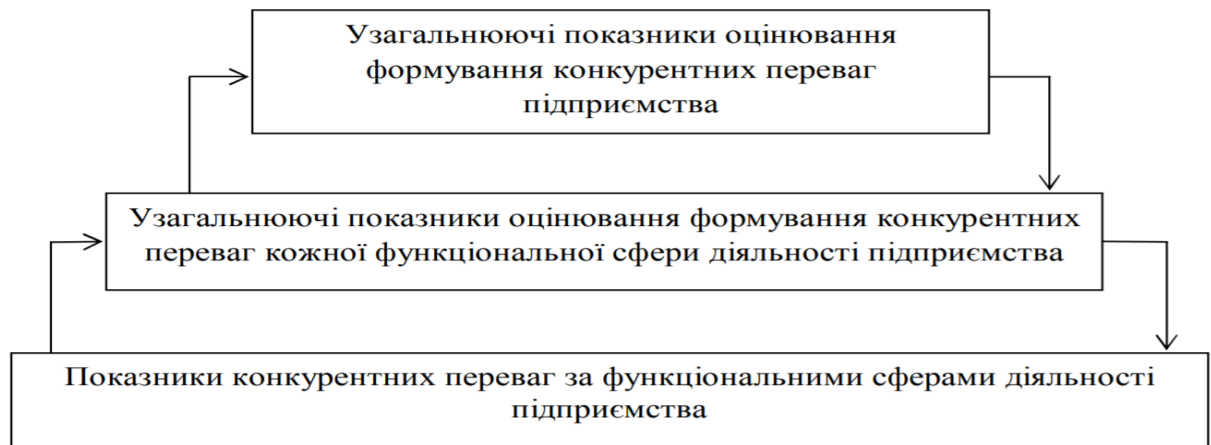 Узагальнюючі показники оцінювання
формування конкурентних переваг
підприємства
Узагальнюючі показники оцінювання формування конкурентних
переваг кожної функціональної сфери діяльності підприємства
Показники конкурентних переваг за функціональними сферами діяльності
підприємства